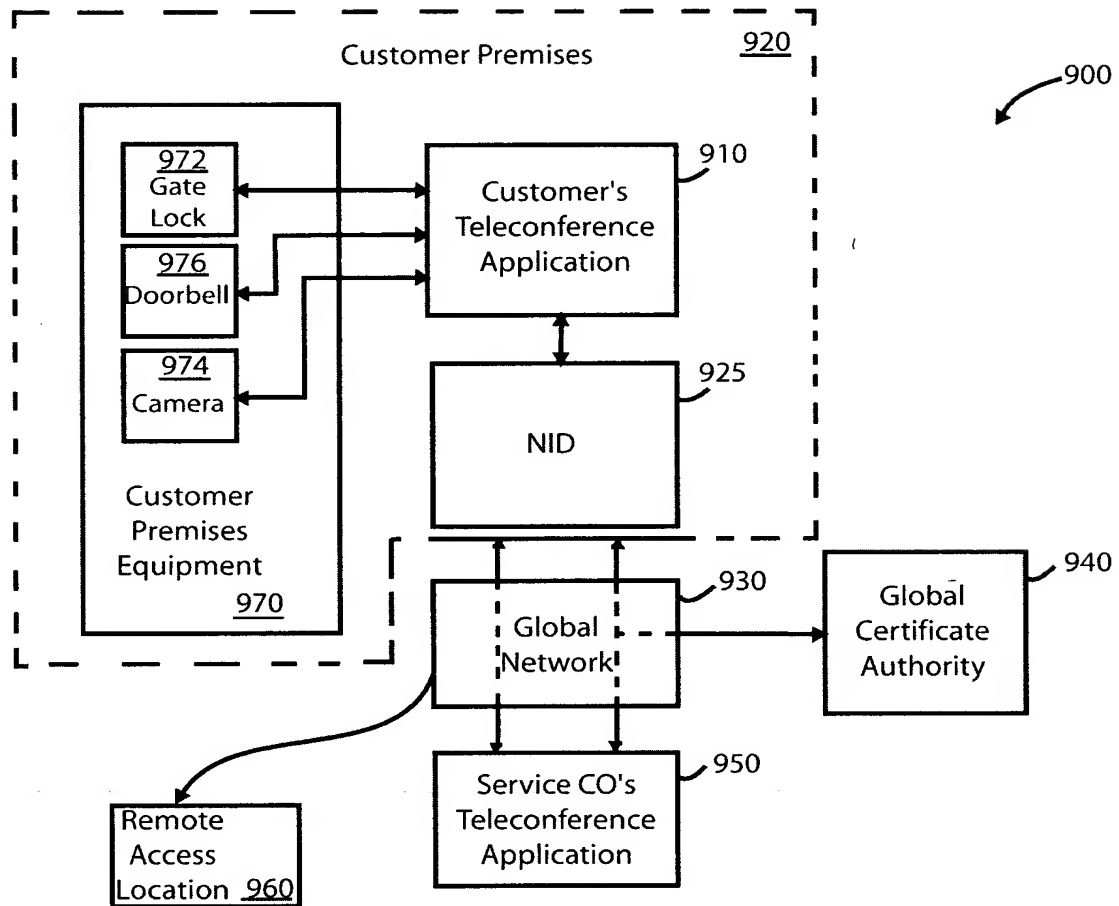 Customer Premises
920
900
972
Gate
Lock
976
Doorbell
974
Camera
Customer
Premises
Equipment
970
910
Customer's
Teleconference
Application
925
NID
930
Global
Network
940
Global
Certificate
Authority
950
Service CO's
Teleconference
Application
Remote
Access
Location 960